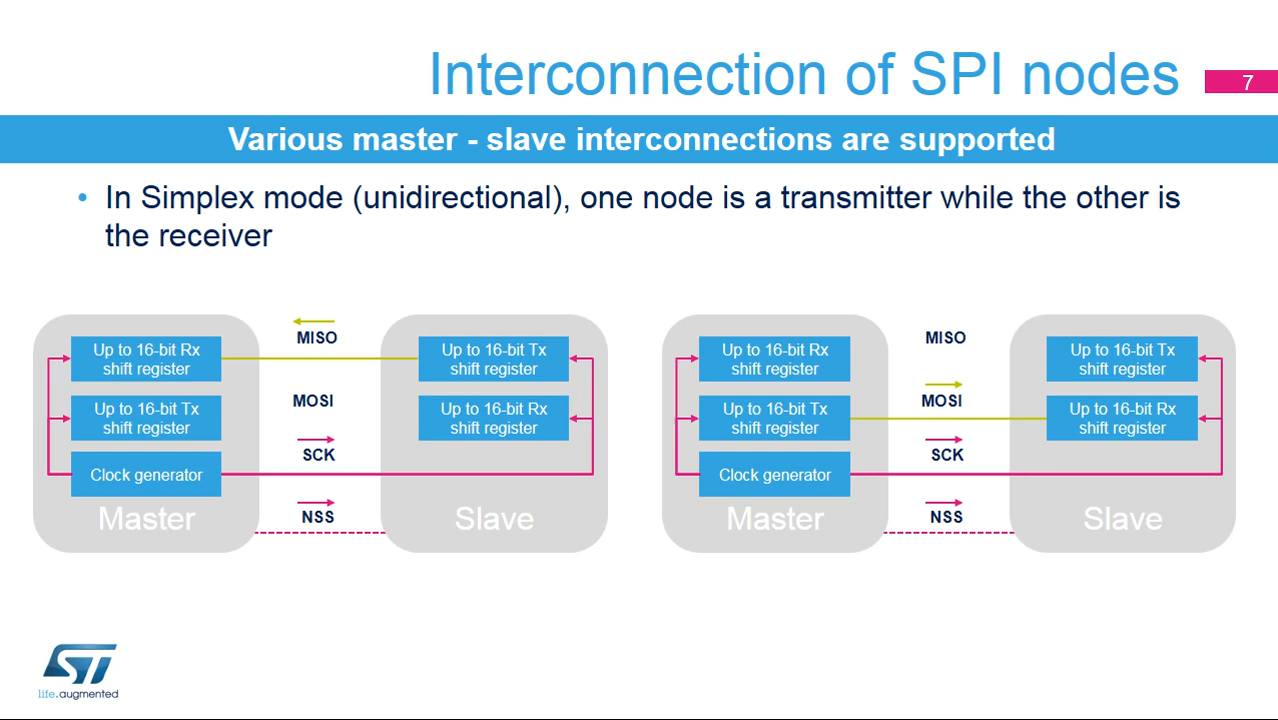 Interconnection of SPI nodes
7
Various master - slave interconnections are supported
• In Simplex mode (unidirectional), one node is a transmitter while the other is
the receiver
Up to 16-bit Rx
shift register
Up to 16-bit Tx
shift register
Clock generator
Master
MISO
MOSI
SCK
NSS
Up to 16-bit Tx
shift register
Up to 16-bit Rx
shift register
Slave
Up to 16-bit Rx
shift register
Up to 16-bit Tx
shift register
Clock generator
Master
MISO
MOSI
SCK
NSS
Up to 16-bit Tx
shift register
Up to 16-bit Rx
shift register
Slave
ST
life.augmented